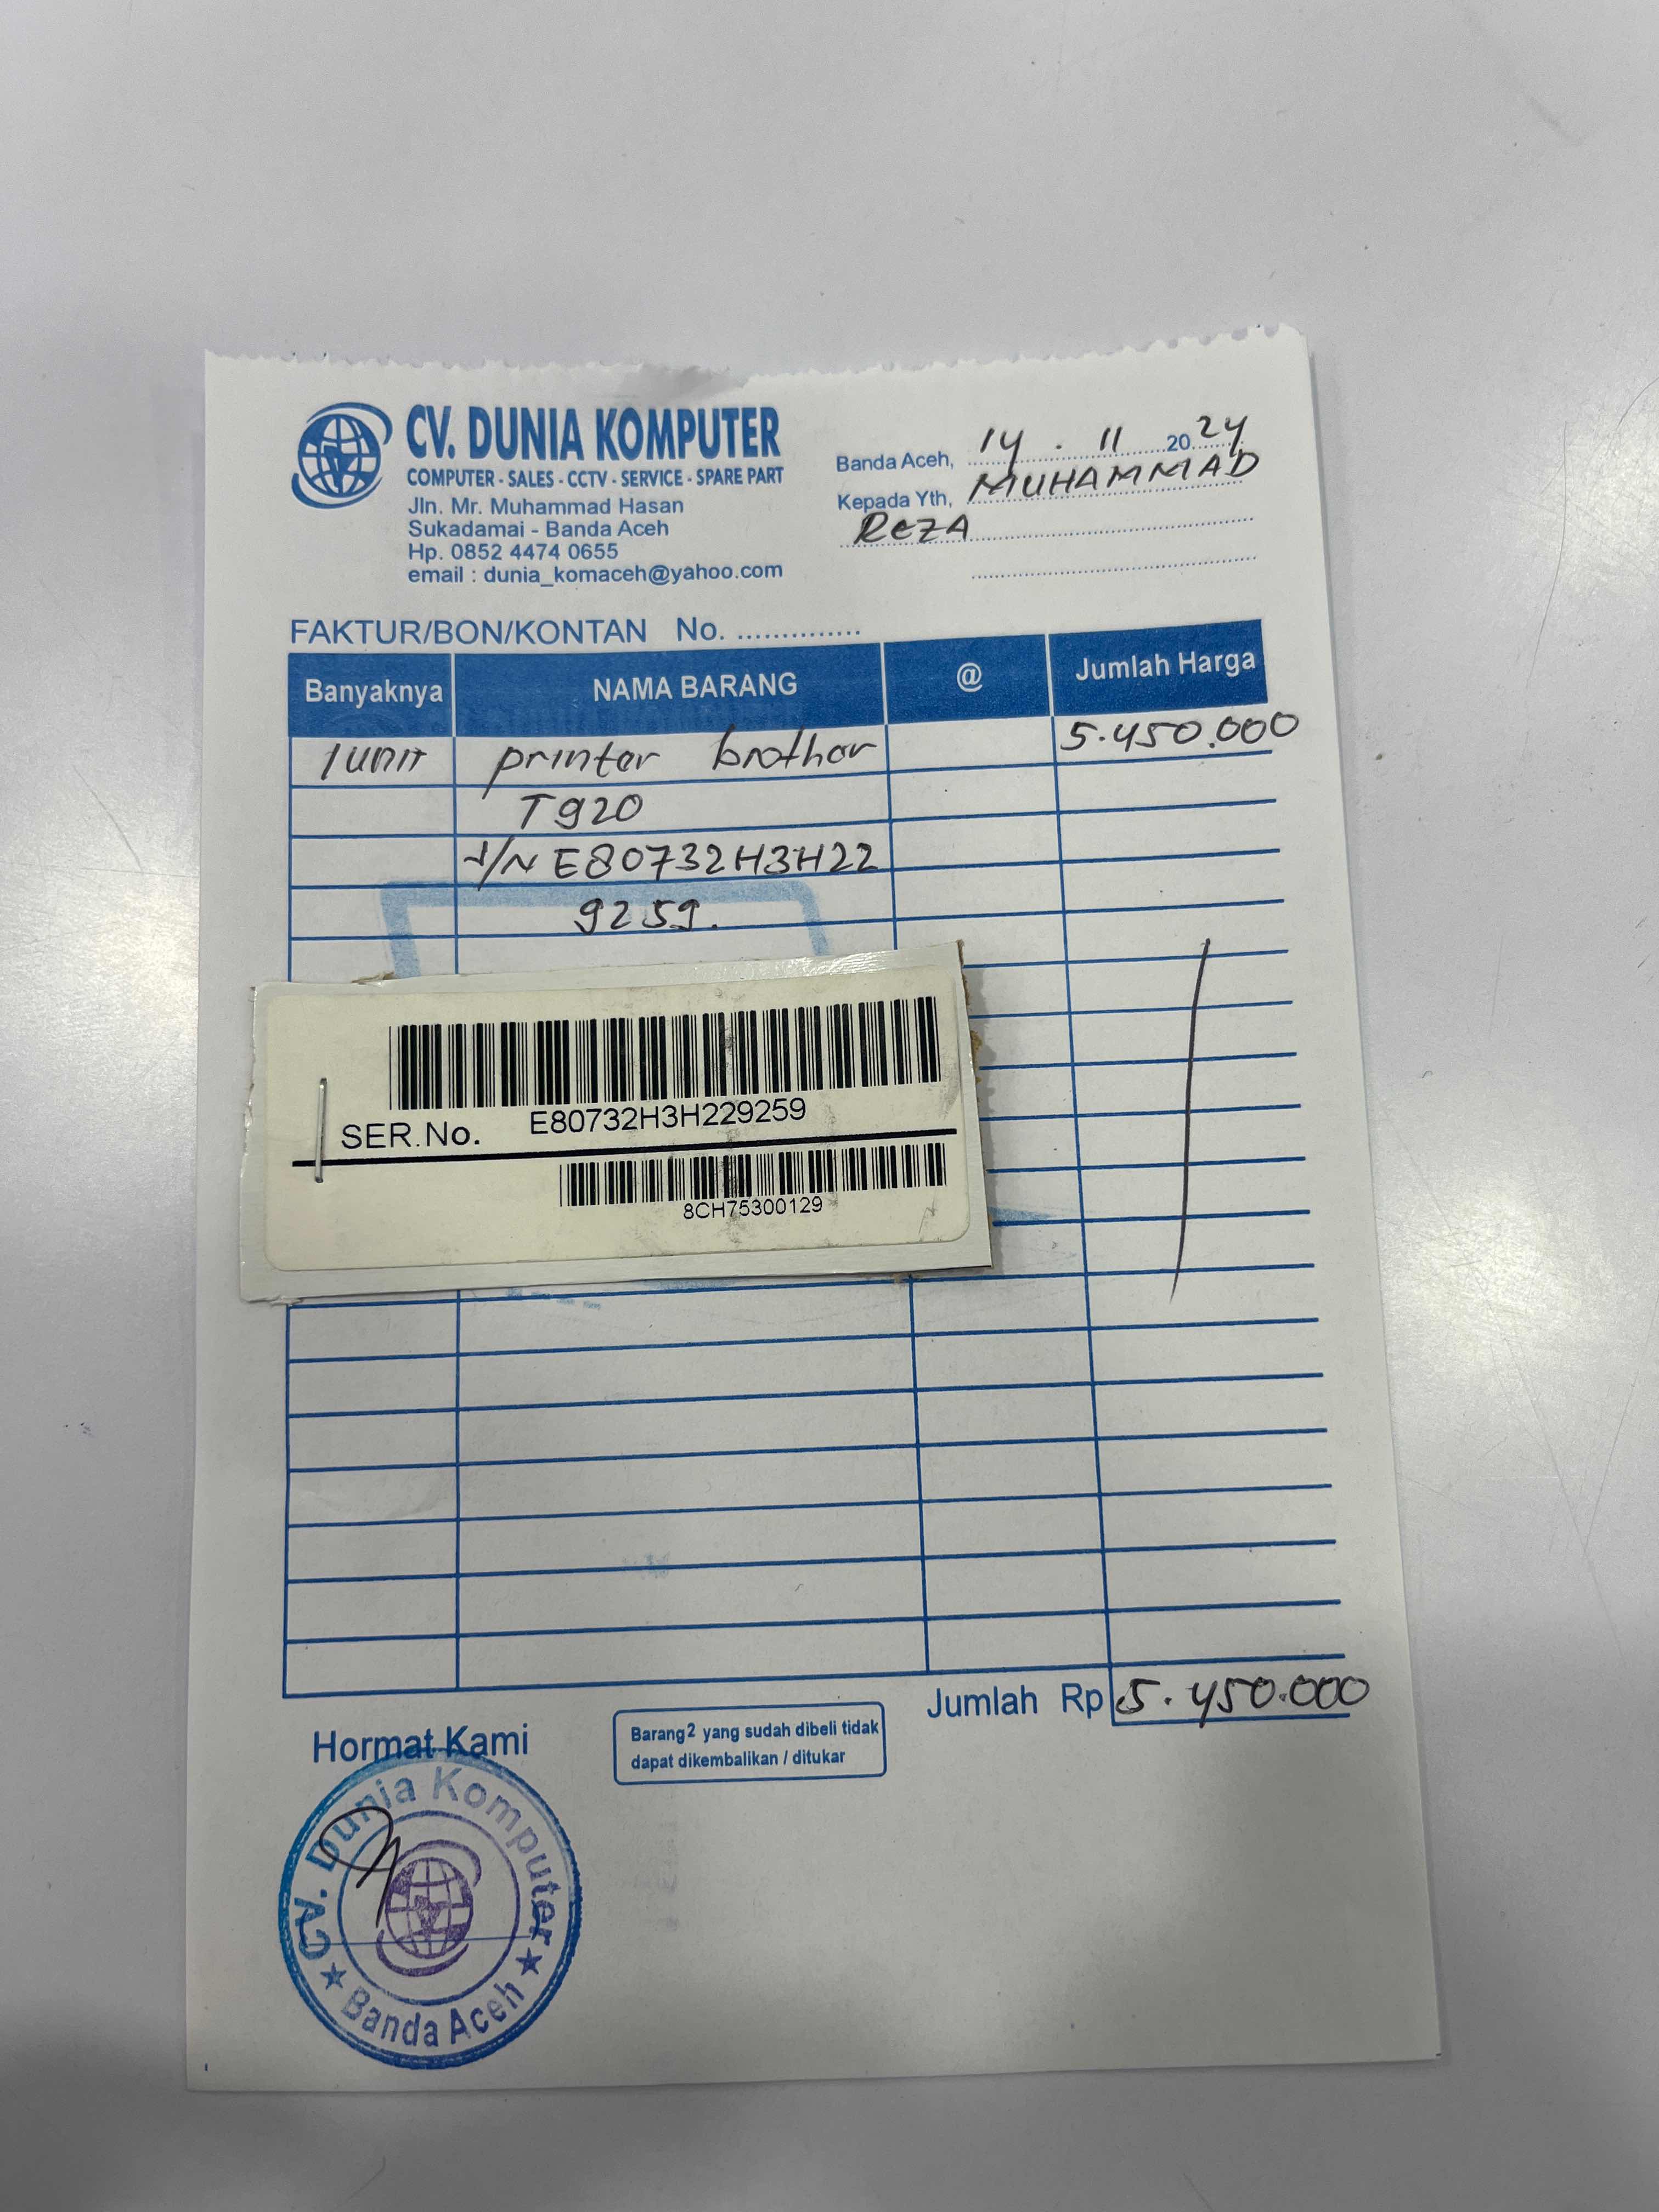 CV. DUNIA KOMPUTER
COMPUTER - SALES - CCTV - SERVICE - SPARE PART
Jln. Mr. Muhammad Hasan
Sukadamai - Banda Aceh
Hp. 0852 4474 0655
email : dunia_komaceh@yahoo.com
Banda Aceh, 14 . 11 2024
Kepada Yth, MUHAMMAD
REZA
FAKTUR/BON/KONTAN No. ..............
Banyaknya NAMA BARANG @ Jumlah Harga
1 UNIT printer brother 5.450.000
T920
S/N E80732H3H22
9259.
SER.No. E80732H3H229259
8CH75300129
Jumlah Rp 5.450.000
Hormat Kami
Barang2 yang sudah dibeli tidak
dapat dikembalikan / ditukar
CV. Dunia Komputer
★ Banda Aceh ★